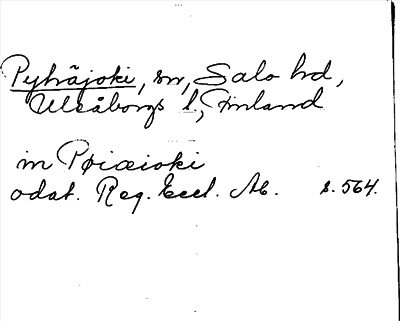 Pyhäjoki, sn, Salo hd,
Uleåborgs l., Finland
in Pøiæioki
odat. Reg. Eccl. Ab. s. 564.